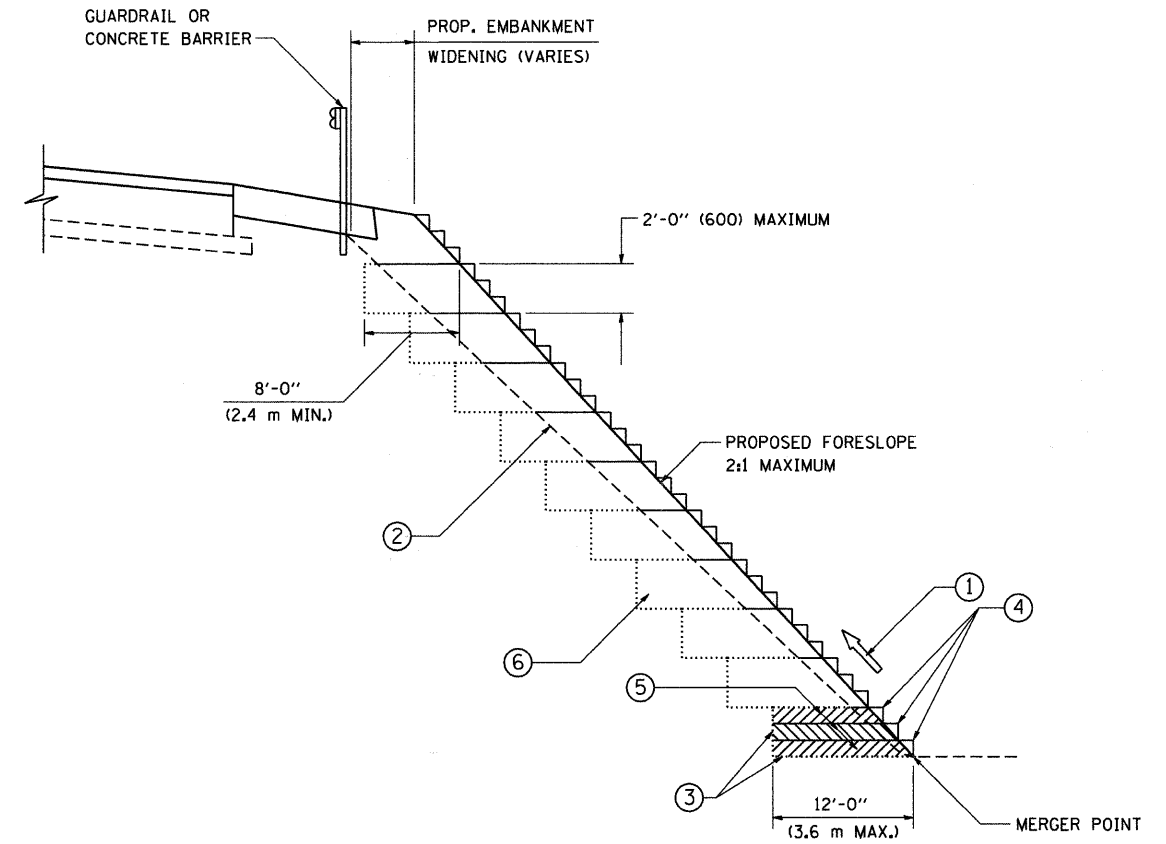 GUARDRAIL OR
CONCRETE BARRIER
PROP. EMBANKMENT
WIDENING (VARIES)
2'-0" (600) MAXIMUM
8'-0"
(2.4 m MIN.)
PROPOSED FORESLOPE
2:1 MAXIMUM
2
1
4
6
5
3
12'-0"
(3.6 m MAX.)
MERGER POINT